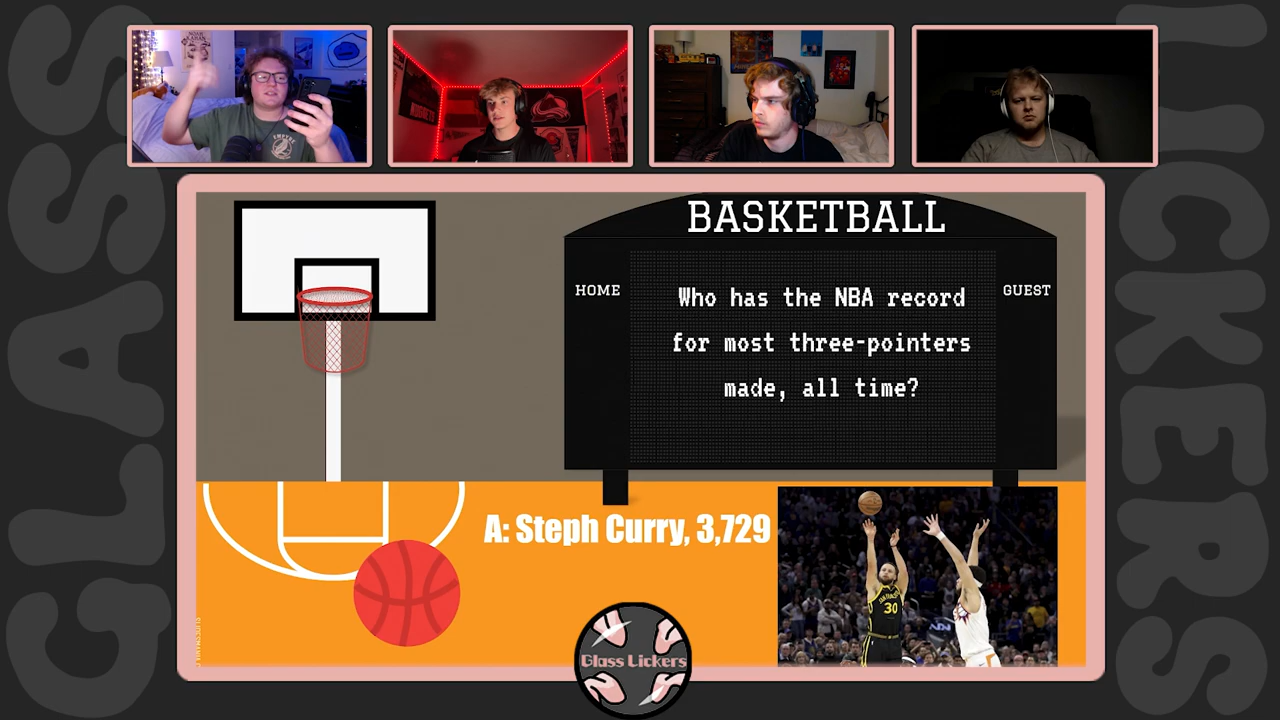 GLASS
LICKERS
BASKETBALL
HOME
GUEST
Who has the NBA record
for most three-pointers
made, all time?
A: Steph Curry, 3,729
30
Glass Lickers